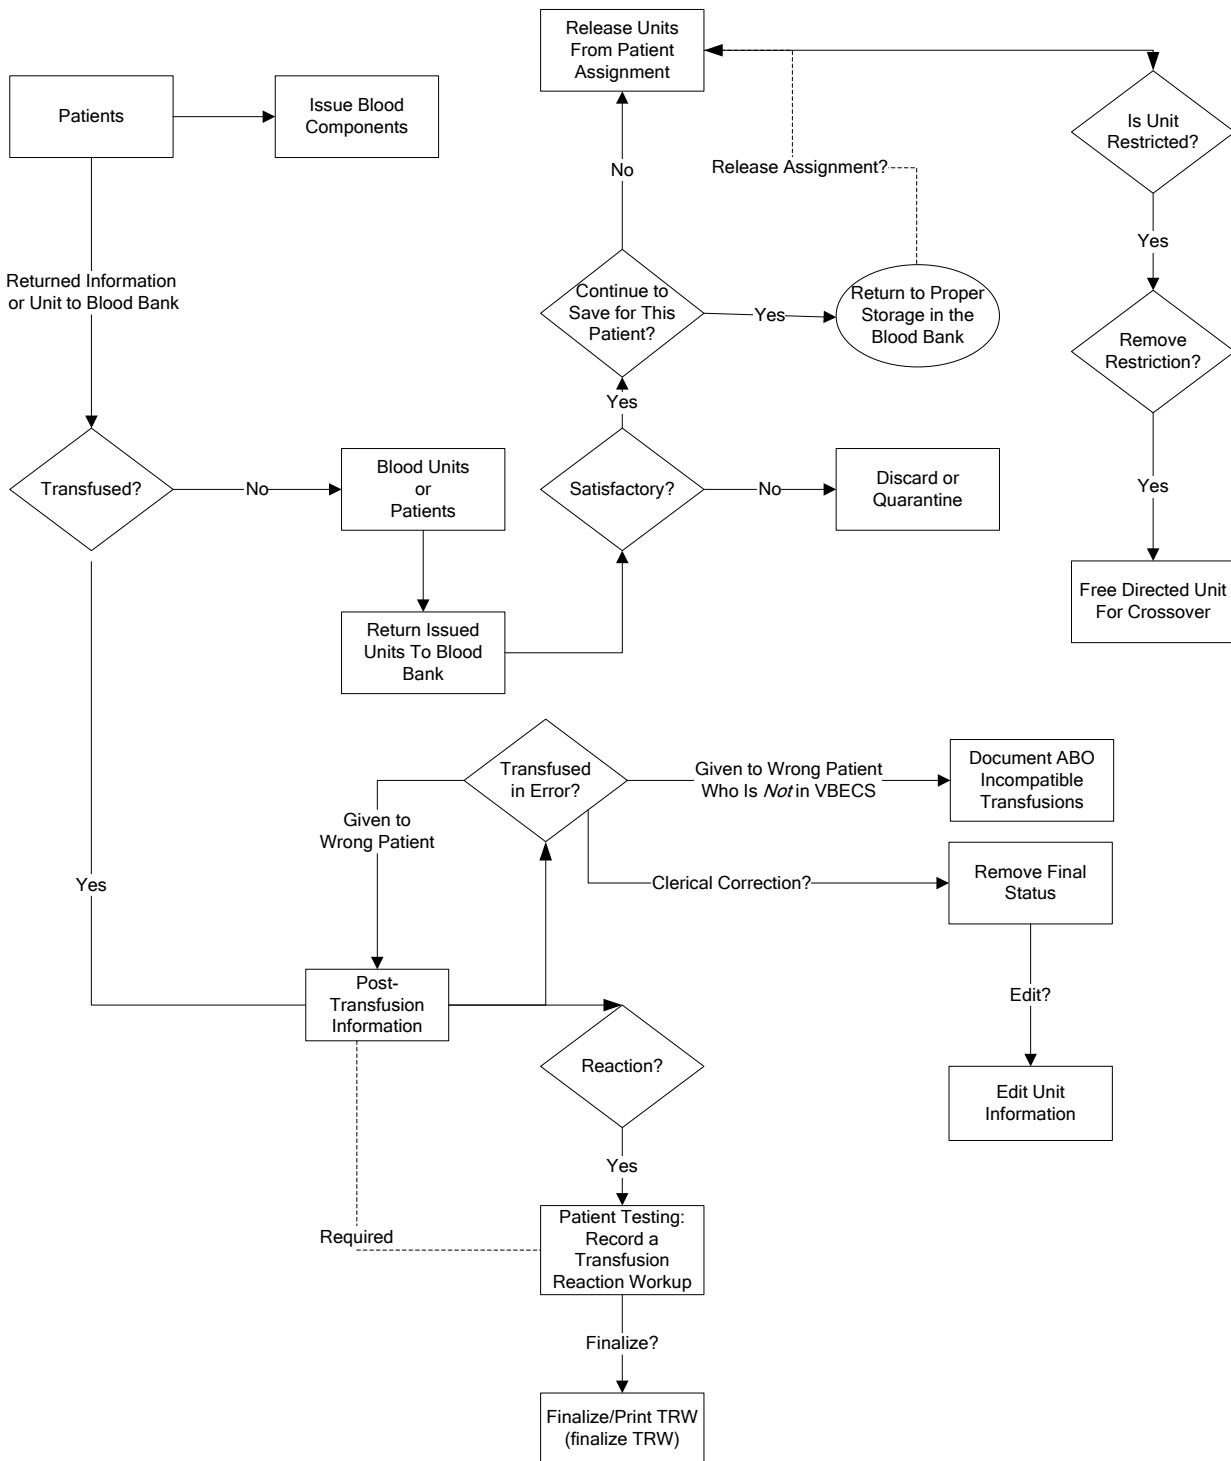 Release Units
From Patient
Assignment
Patients
Issue Blood
Components
Is Unit
Restricted?
No
Release Assignment?
Yes
Returned Information
or Unit to Blood Bank
Continue to
Save for This
Patient?
Yes
Return to Proper
Storage in the
Blood Bank
Remove
Restriction?
Yes
Transfused?
No
Blood Units
or
Patients
Satisfactory?
No
Discard or
Quarantine
Yes
Free Directed Unit
For Crossover
Return Issued
Units To Blood
Bank
Transfused
in Error?
Given to Wrong Patient
Who Is Not in VBECS
Document ABO
Incompatible
Transfusions
Given to
Wrong Patient
Yes
Clerical Correction?
Remove Final
Status
Post-
Transfusion
Information
Edit?
Reaction?
Edit Unit
Information
Yes
Required
Patient Testing:
Record a
Transfusion
Reaction Workup
Finalize?
Finalize/Print TRW
(finalize TRW)